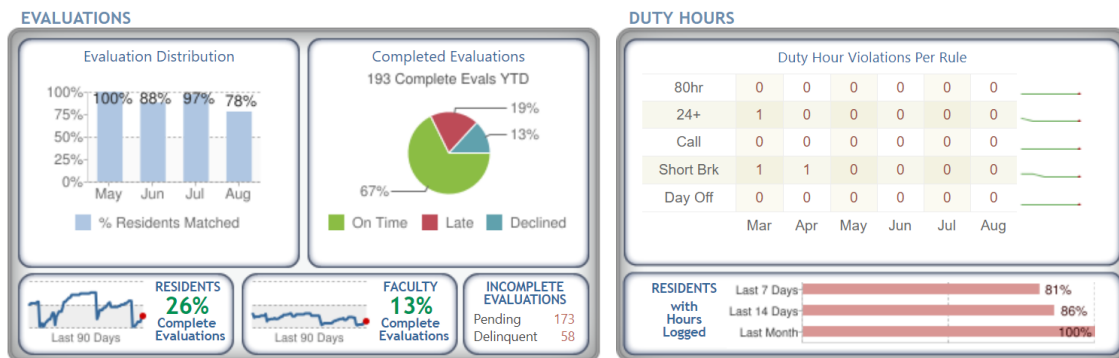 EVALUATIONS
Evaluation Distribution
100%
75%
50%
25%
0%
100% 88% 97% 78%
May Jun Jul Aug
% Residents Matched
Completed Evaluations
193 Complete Evals YTD
19%
13%
67%
On Time Late Declined
RESIDENTS
26%
Complete
Evaluations
Last 90 Days
FACULTY
13%
Complete
Evaluations
Last 90 Days
INCOMPLETE
EVALUATIONS
Pending 173
Delinquent 58
DUTY HOURS
Duty Hour Violations Per Rule
80hr 0 0 0 0 0 0
24+ 1 0 0 0 0 0
Call 0 0 0 0 0 0
Short Brk 1 1 0 0 0 0
Day Off 0 0 0 0 0 0
Mar Apr May Jun Jul Aug
RESIDENTS
with
Hours
Logged
Last 7 Days 81%
Last 14 Days 86%
Last Month 100%